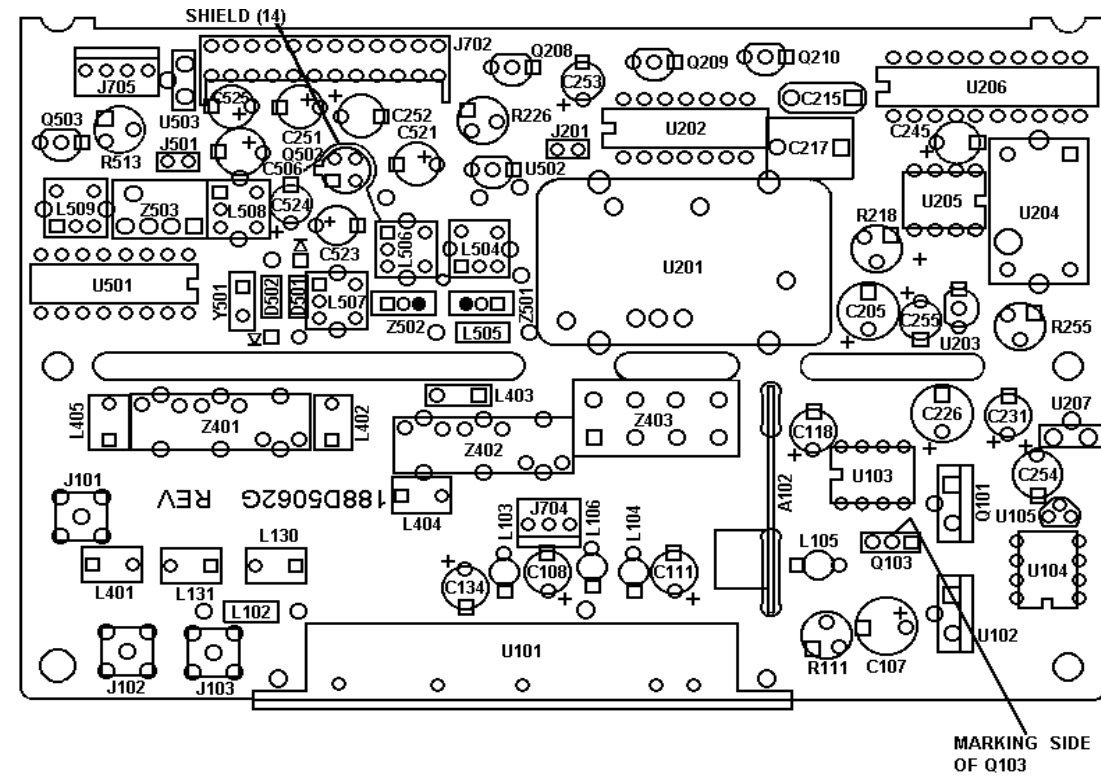 SHIELD (14)
J702
Q208
C253
Q209
Q210
U206
J705
U503
C525
C251
C252
C521
R226
C215
Q503
R513
J501
C506
Q502
U502
J201
U202
C217
C245
L509
Z503
L508
C524
C523
L506
L504
U201
R218
U205
U204
U501
Y501
D502
D501
L507
Z502
Z501
L505
C205
C255
U203
R255
L405
Z401
L402
L403
Z402
Z403
A102
C118
U103
C226
C231
U207
C254
J101
REV
188D5062G
L404
L103
J704
L106
L104
L105
Q103
Q101
U105
U104
L401
L131
L130
C134
C108
C111
L102
J102
J103
U101
R111
C107
U102
MARKING SIDE
OF Q103